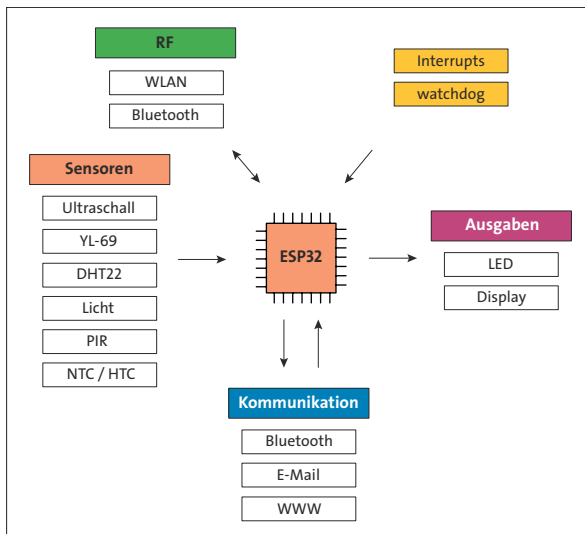 RF
WLAN
Bluetooth
Interrupts
watchdog
Sensoren
Ultraschall
YL-69
DHT22
Licht
PIR
NTC / HTC
ESP32
Ausgaben
LED
Display
Kommunikation
Bluetooth
E-Mail
WWW